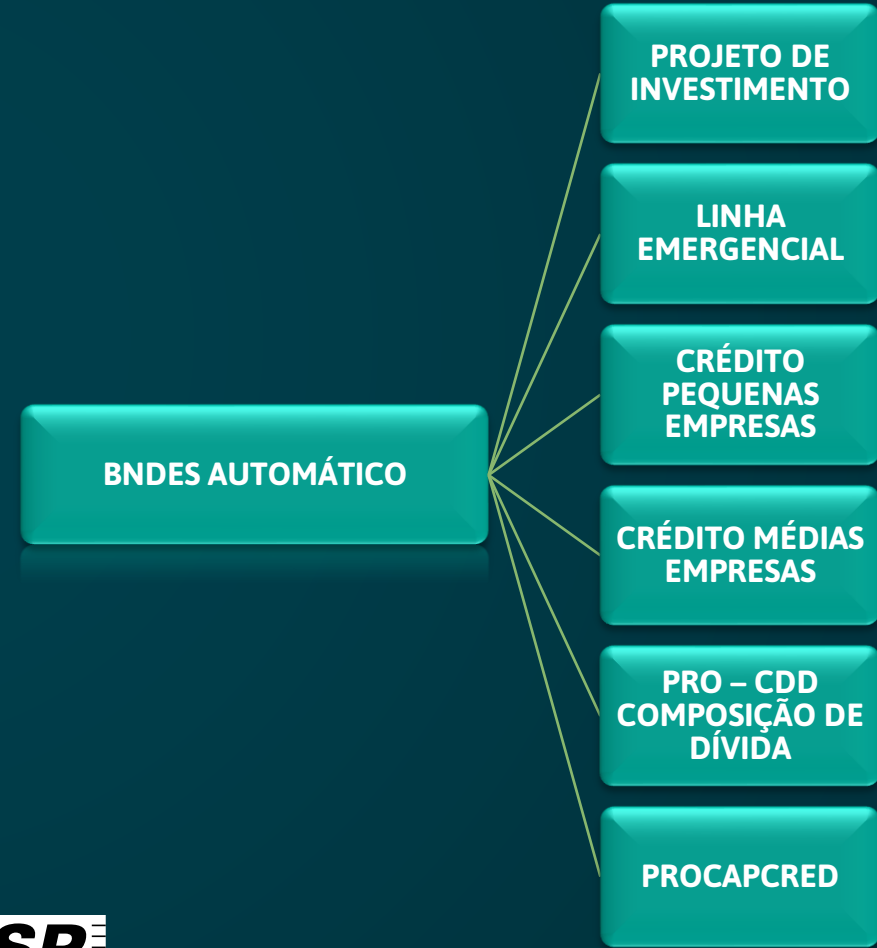 PROJETO DE
INVESTIMENTO
LINHA
EMERGENCIAL
CRÉDITO
PEQUENAS
EMPRESAS
BNDES AUTOMÁTICO
CRÉDITO MÉDIAS
EMPRESAS
PRO – CDD
COMPOSIÇÃO DE
DÍVIDA
PROCAPCRED